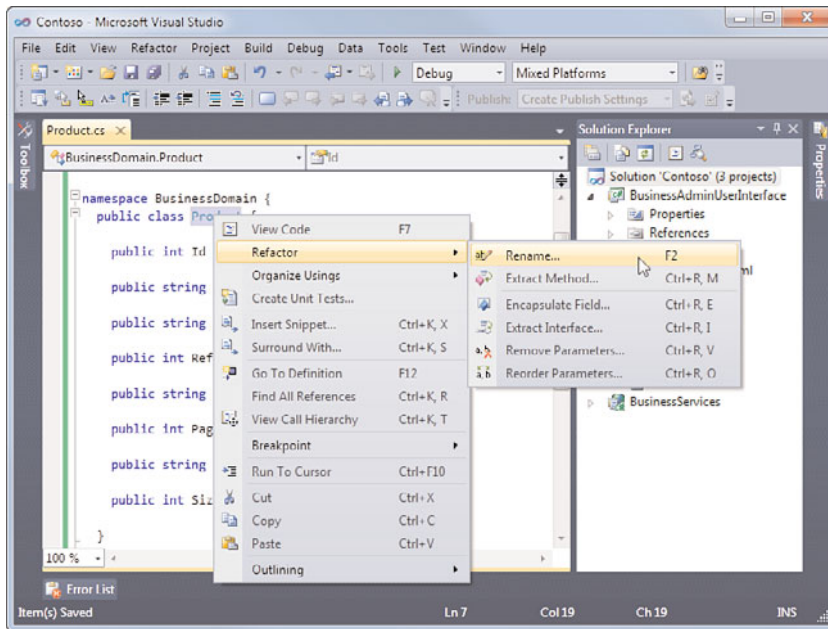 Contoso - Microsoft Visual Studio
File Edit View Refactor Project Build Debug Data Tools Test Window Help
Debug Mixed Platforms
Publish: Create Publish Settings
Toolbox
Product.cs
BusinessDomain.Product Id
namespace BusinessDomain {
public class Product {
public int Id
public string
public string
public int Ref
public string
public int Pag
public string
public int Siz
}
100 %
View Code F7
Refactor
Organize Usings
Create Unit Tests...
Insert Snippet... Ctrl+K, X
Surround With... Ctrl+K, S
Go To Definition F12
Find All References Ctrl+K, R
View Call Hierarchy Ctrl+K, T
Breakpoint
Run To Cursor Ctrl+F10
Cut Ctrl+X
Copy Ctrl+C
Paste Ctrl+V
Outlining
Rename... F2
Extract Method... Ctrl+R, M
Encapsulate Field... Ctrl+R, E
Extract Interface... Ctrl+R, I
Remove Parameters... Ctrl+R, V
Reorder Parameters... Ctrl+R, O
Solution Explorer
Solution 'Contoso' (3 projects)
BusinessAdminUserInterface
Properties
References
BusinessServices
Properties
Error List
Item(s) Saved Ln 7 Col 19 Ch 19 INS